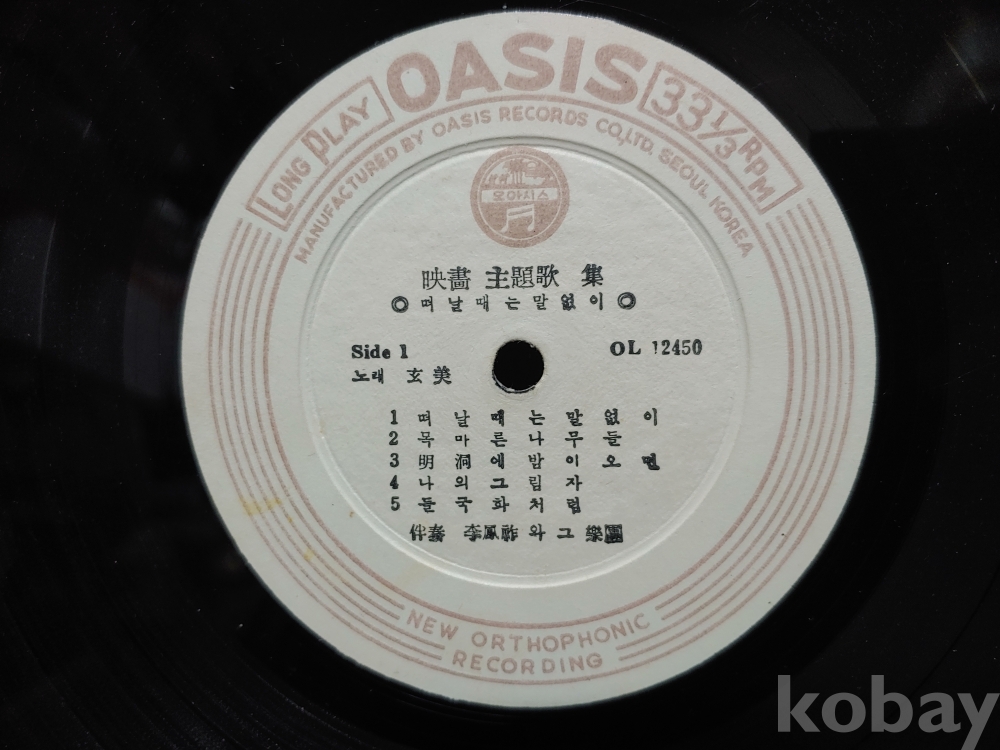 OASIS
LONG PLAY
33⅓ RPM
MANUFACTURED BY OASIS RECORDS CO., LTD. SEOUL KOREA
오아시스
映畵 主題歌 集
◎ 떠날때는말없이 ◎
Side 1
OL 12450
노래 玄美
1 떠날때는말없이
2 목마른나무들
3 明洞에밤이오면
4 나의그림자
5 들국화처럼
伴奏 李鳳祚와그樂團
NEW ORTHOPHONIC
RECORDING
kobay